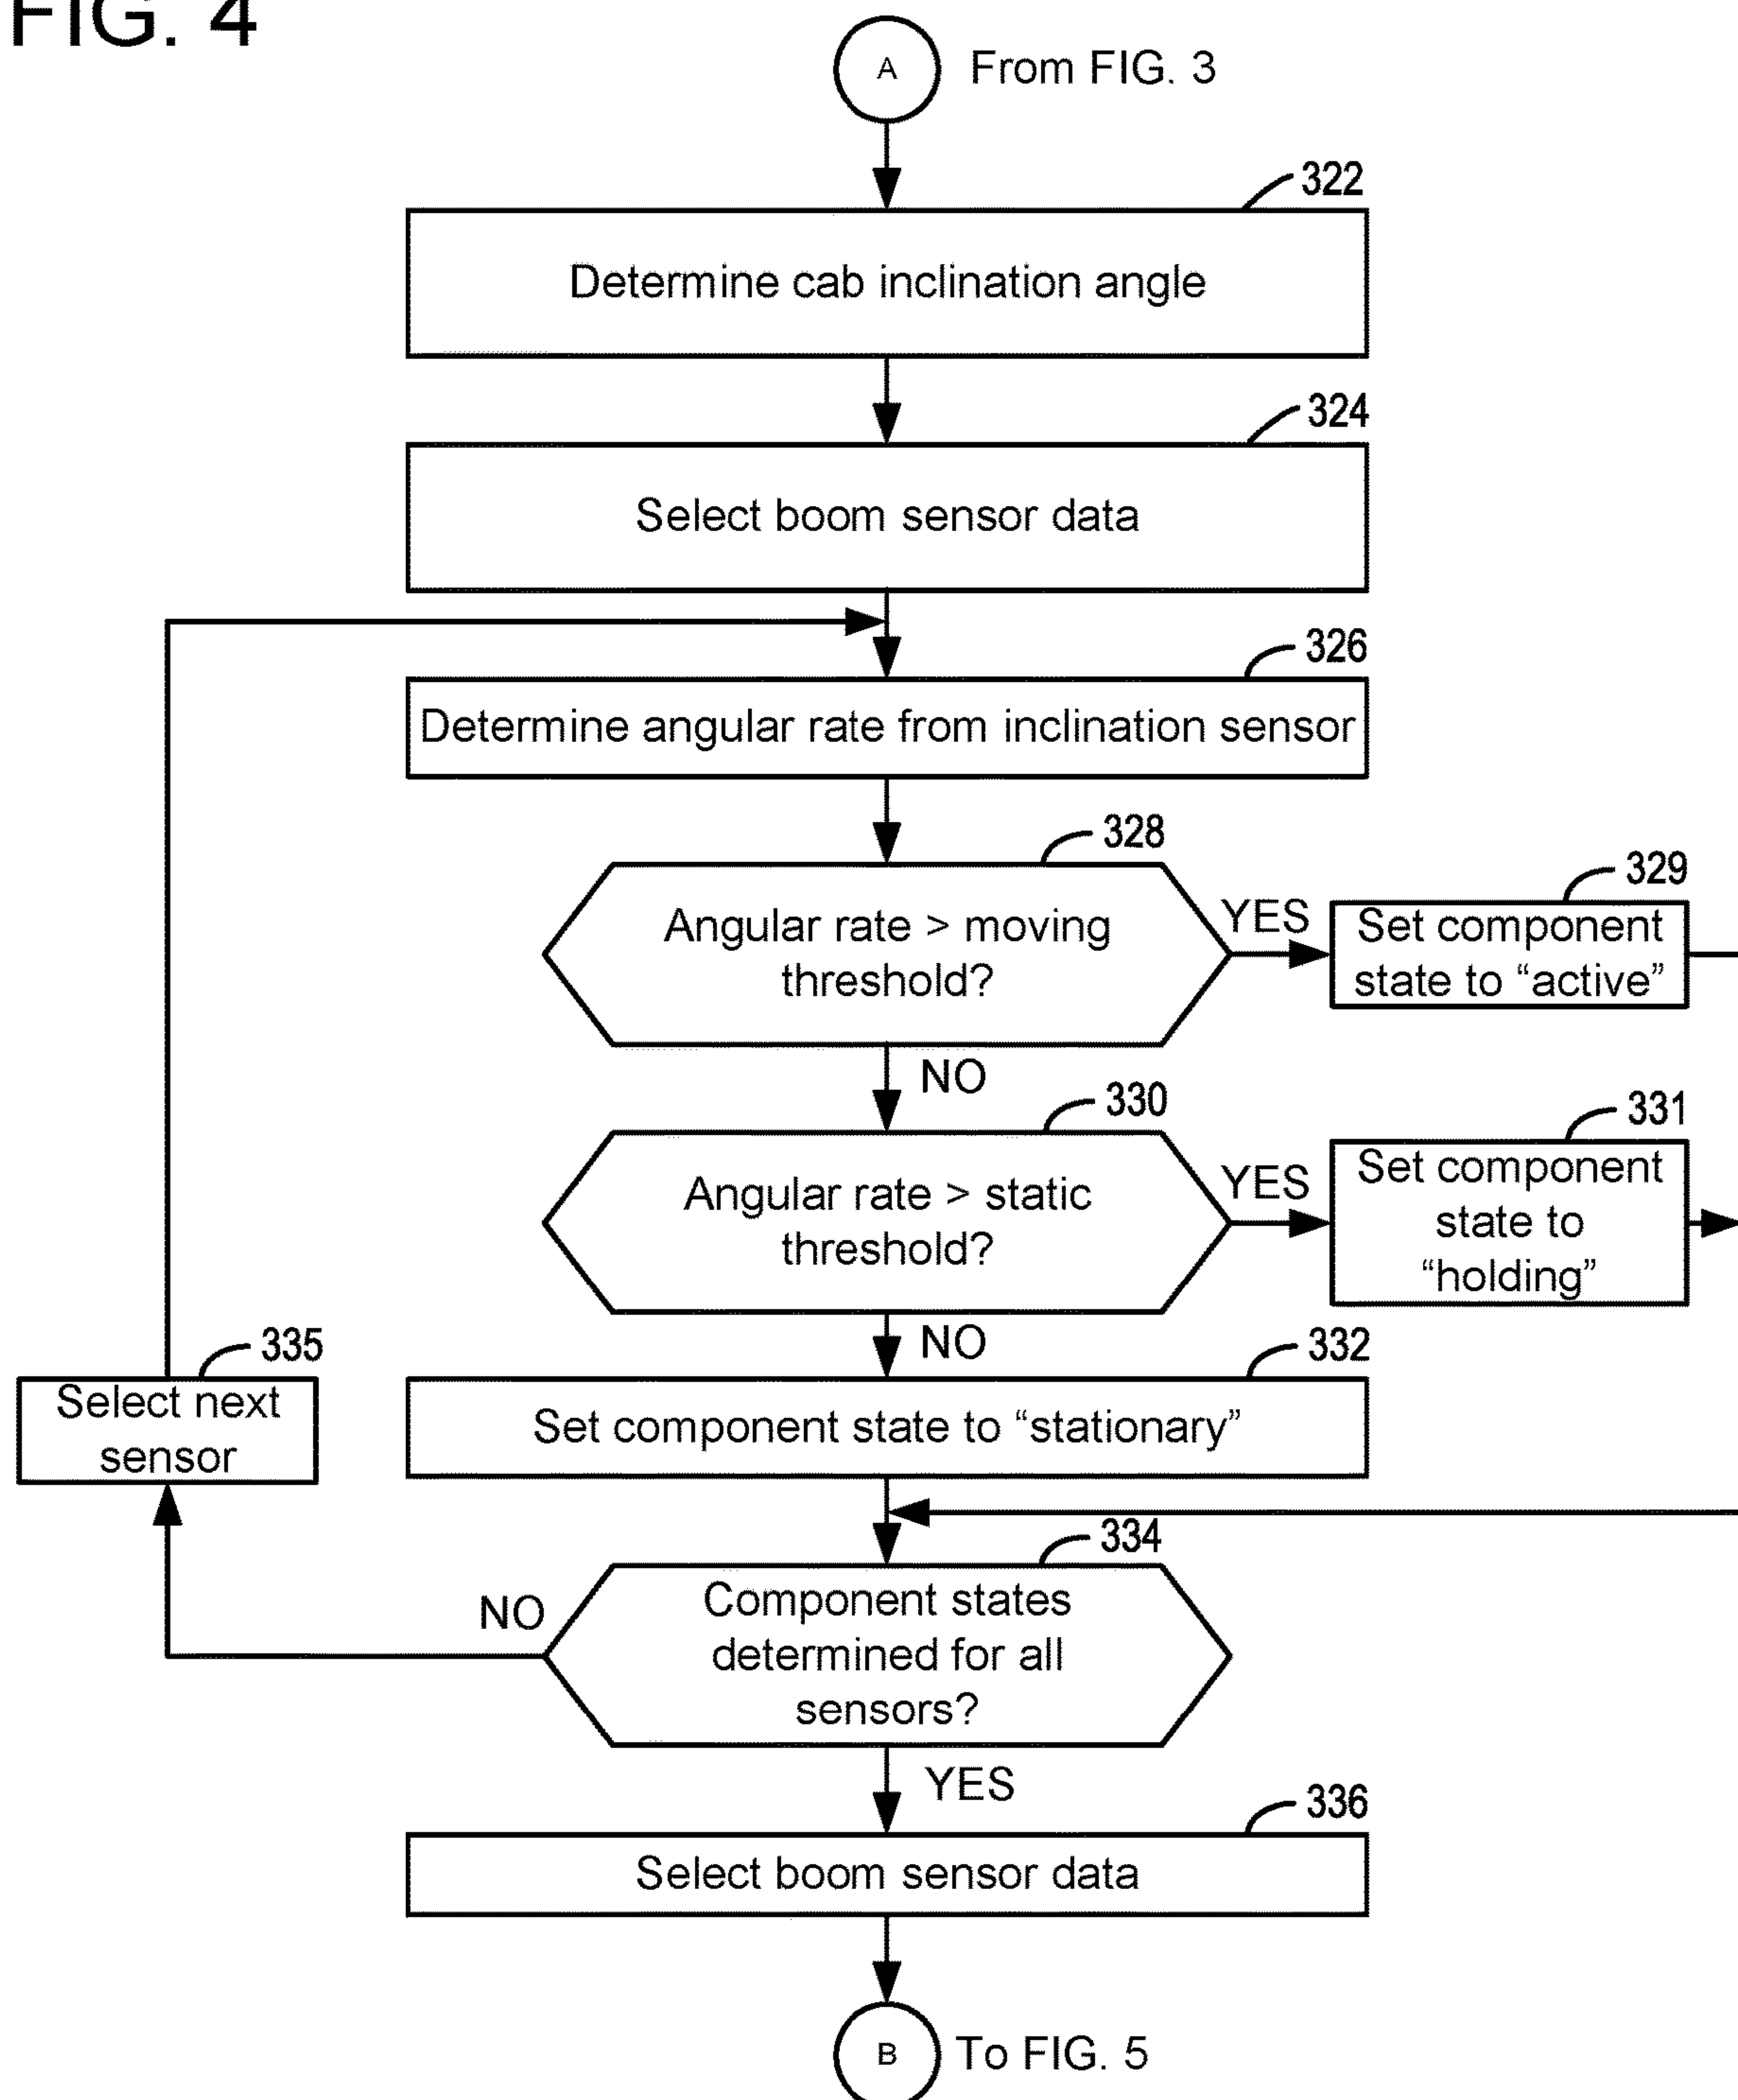 FIG. 4
A
From FIG. 3
322
Determine cab inclination angle
324
Select boom sensor data
326
Determine angular rate from inclination sensor
328
Angular rate > moving
threshold?
YES
329
Set component
state to “active”
NO
330
Angular rate > static
threshold?
YES
331
Set component
state to
“holding”
NO
332
Set component state to “stationary”
335
Select next
sensor
334
Component states
determined for all
sensors?
NO
YES
336
Select boom sensor data
B
To FIG. 5